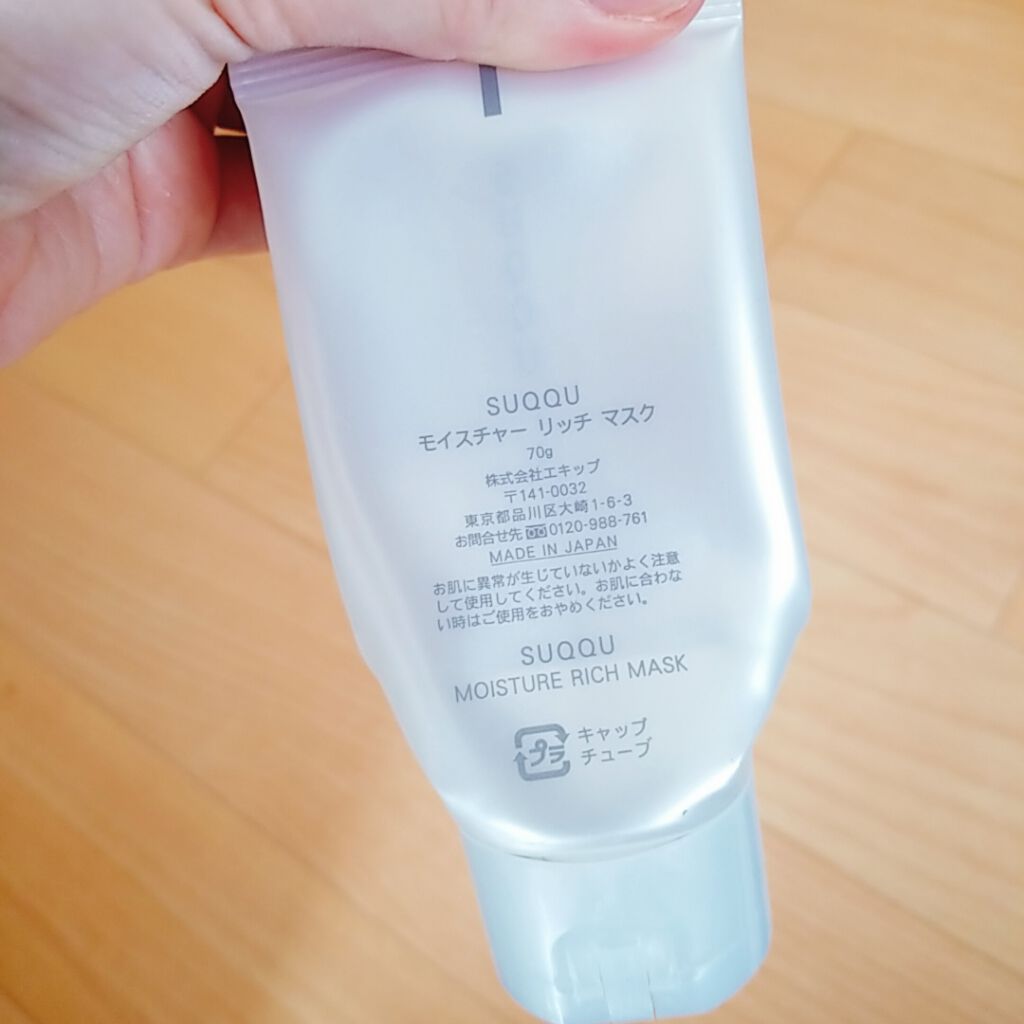 SUQQU
モイスチャー リッチ マスク
70g
株式会社エキップ
〒141-0032
東京都品川区大崎1-6-3
お問合せ先 0120-988-761
MADE IN JAPAN
お肌に異常が生じていないかよく注意
して使用してください。お肌に合わな
い時はご使用をおやめください。
SUQQU
MOISTURE RICH MASK
プラ キャップ
チューブ